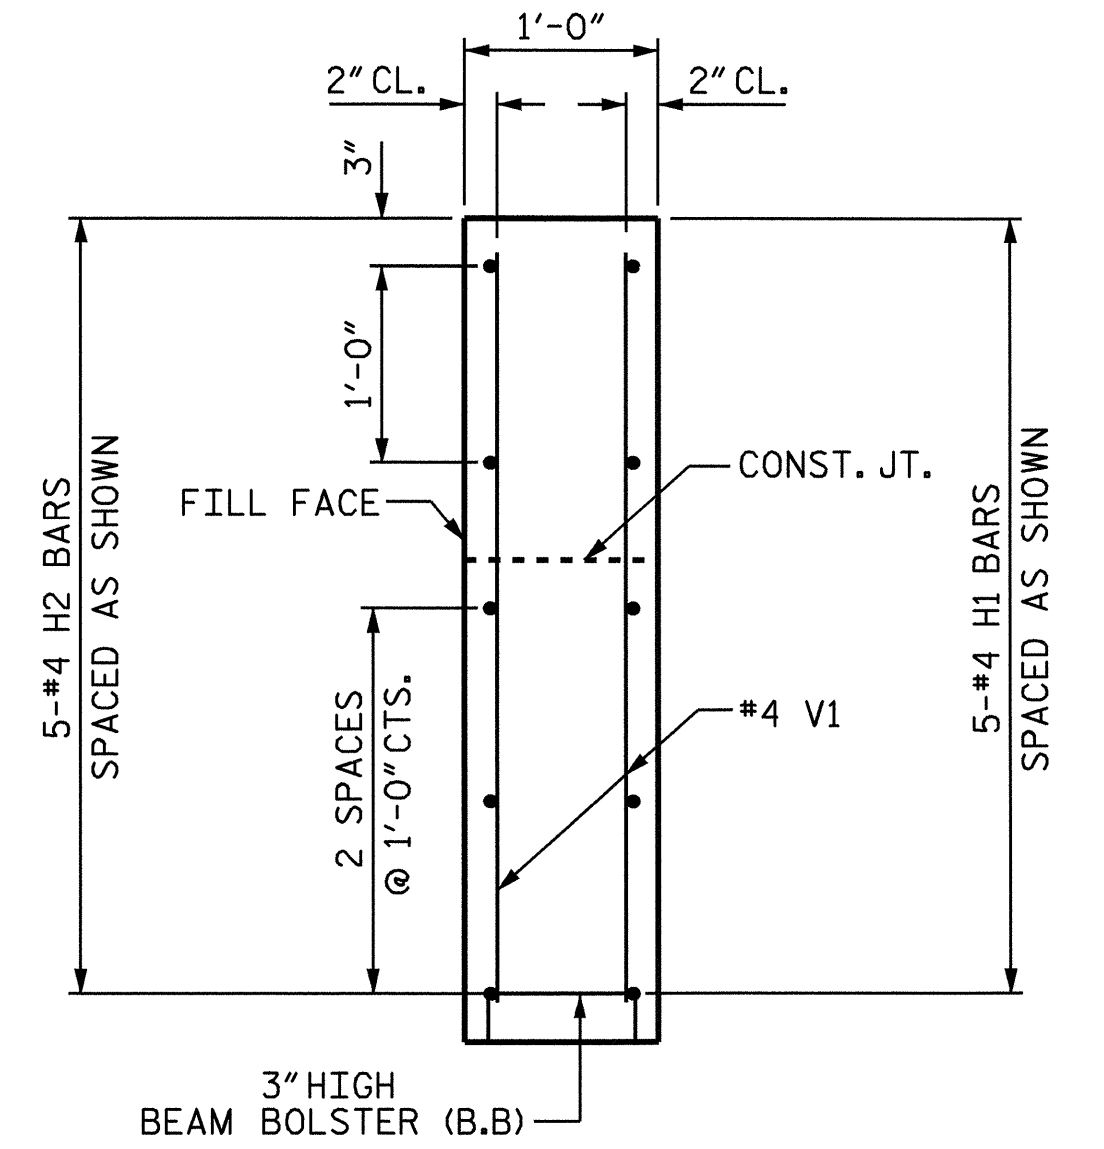 1'-0"
2" CL.
2" CL.
3"
1'-0"
CONST. JT.
FILL FACE
5-#4 H2 BARS
SPACED AS SHOWN
5-#4 H1 BARS
SPACED AS SHOWN
2 SPACES
@ 1'-0" CTS.
#4 V1
3" HIGH
BEAM BOLSTER (B.B)